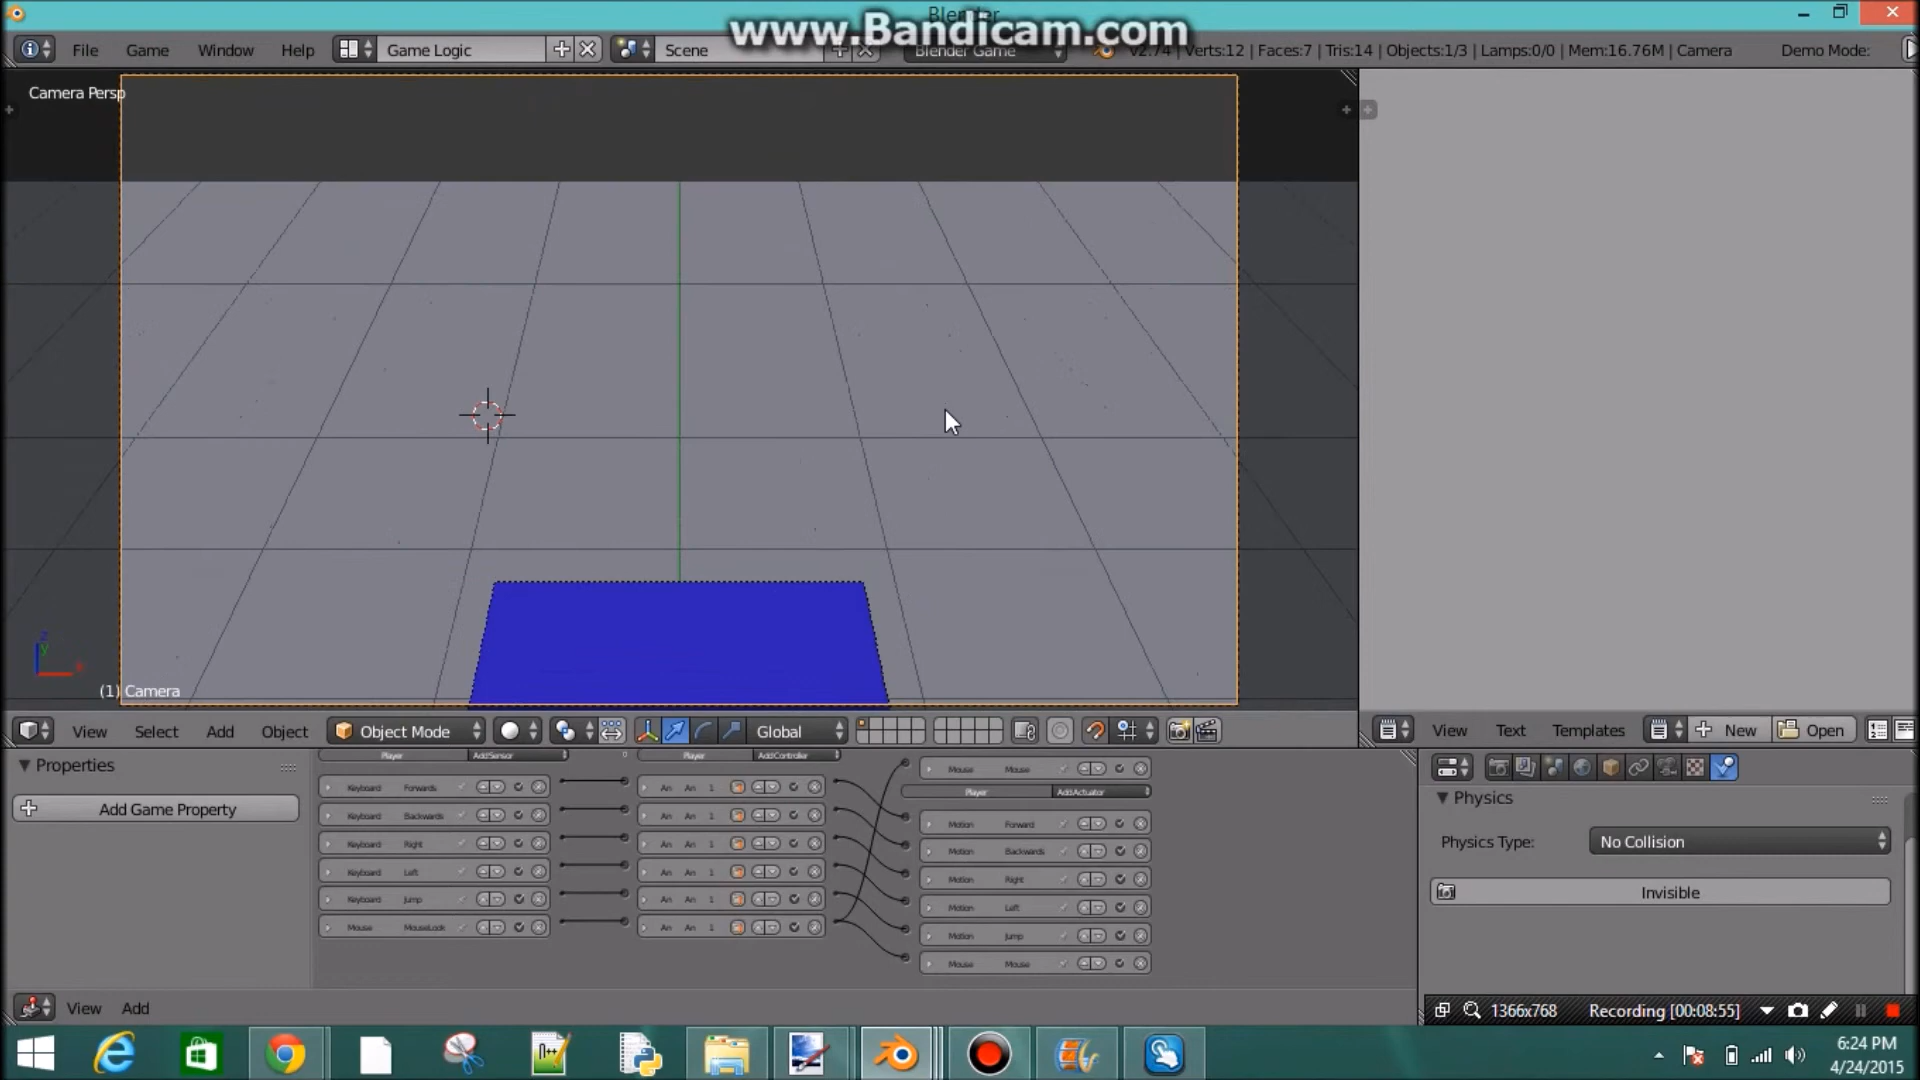 Blender
www.Bandicam.com
File Game Window Help Game Logic Scene Blender Game v2.74 | Verts:12 | Faces:7 | Tris:14 | Objects:1/3 | Lamps:0/0 | Mem:16.76M | Camera Demo Mode:
Camera Persp
(1) Camera
View Select Add Object Object Mode Global
View Text Templates New Open
Properties
Add Game Property
Player Add Sensor Player Add Controller
Mouse Mouse
Player Add Actuator
Keyboard Forwards An An 1
Motion Forward
Keyboard Backwards An An 1
Motion Backwards
Keyboard Right An An 1
Motion Right
Keyboard Left An An 1
Motion Left
Keyboard Jump An An 1
Motion Jump
Mouse MouseLook An An 1
Mouse Mouse
Physics
Physics Type: No Collision
Invisible
View Add
1366x768 Recording [00:08:55]
N++
6:24 PM
4/24/2015